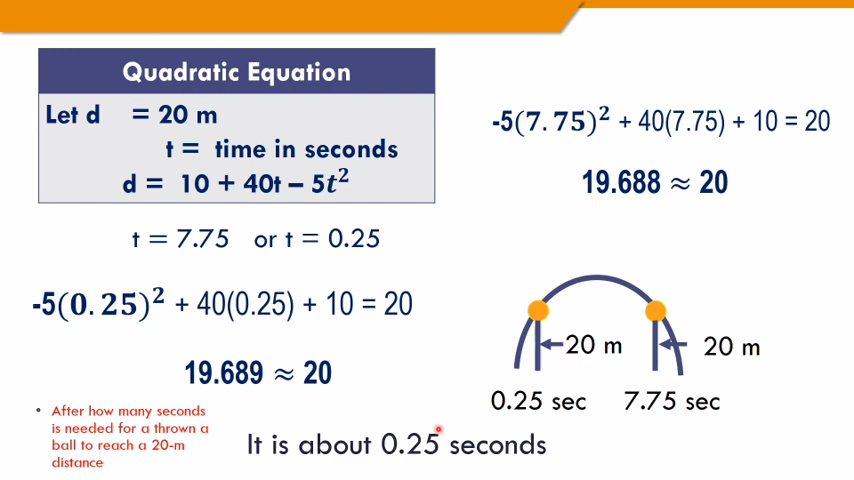 Quadratic Equation
Let d = 20 m
t = time in seconds
d = 10 + 40t – 5t²
t = 7.75 or t = 0.25
-5(0.25)² + 40(0.25) + 10 = 20
19.689 ≈ 20
• After how many seconds
is needed for a thrown a
ball to reach a 20-m
distance
It is about 0.25 seconds
-5(7.75)² + 40(7.75) + 10 = 20
19.688 ≈ 20
20 m 20 m
0.25 sec 7.75 sec